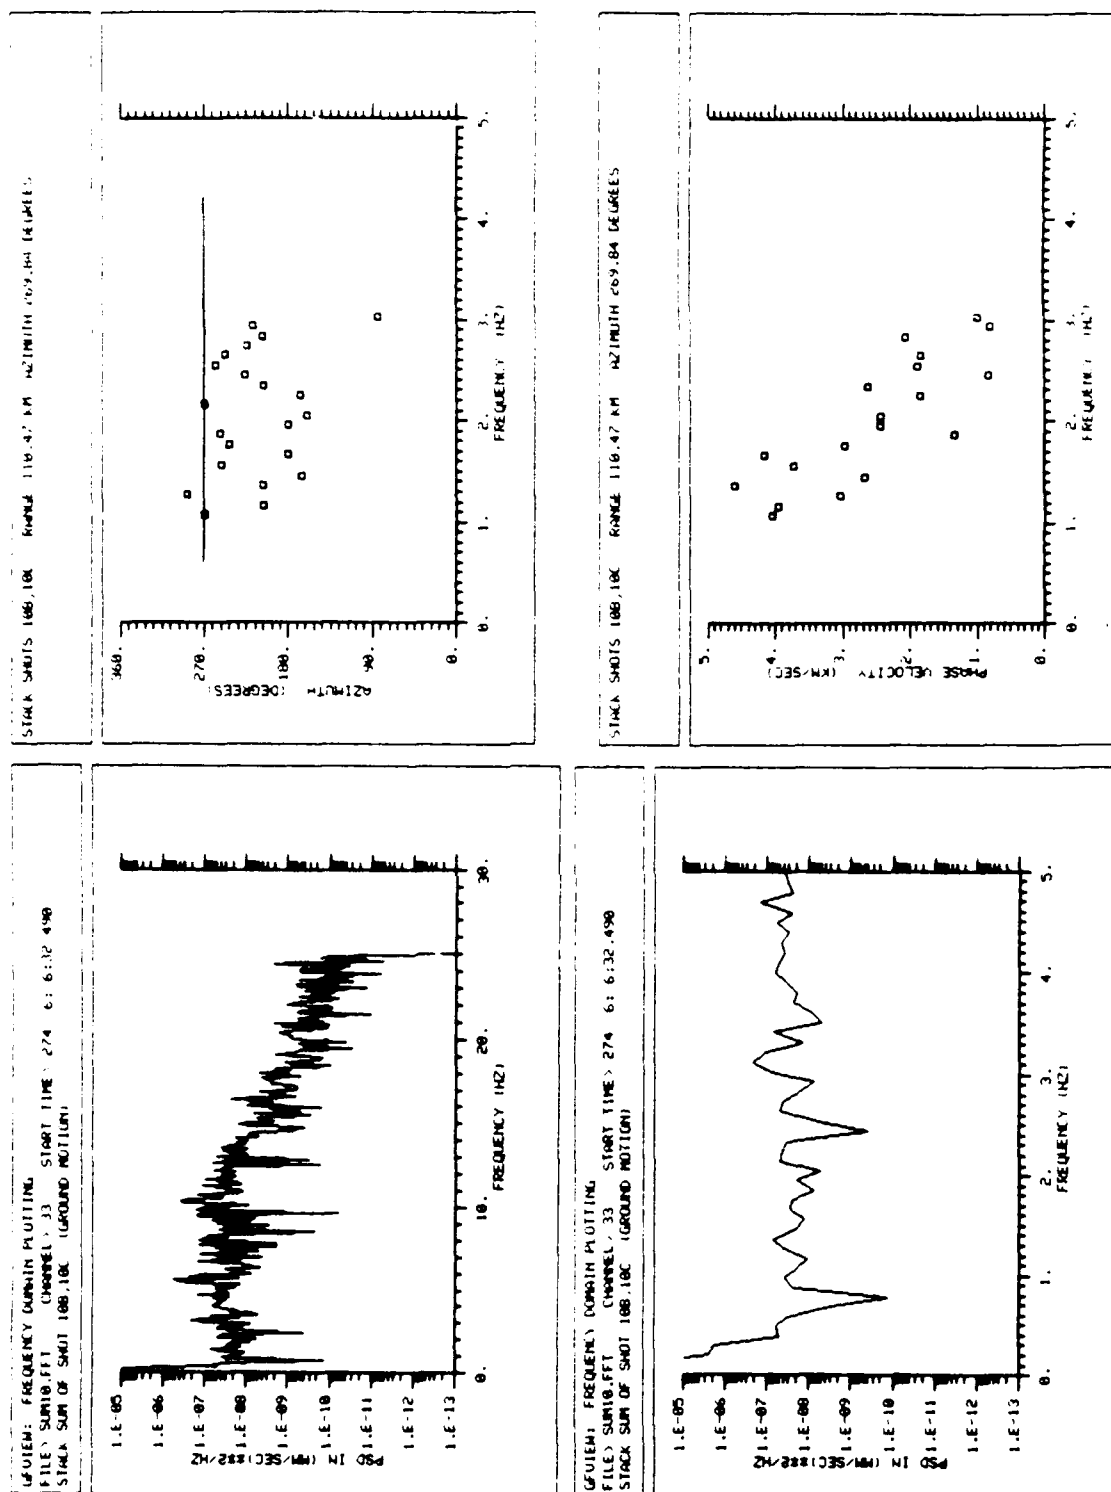 GFVIEW: FREQUENCY DOMAIN PLOTTING
FILE> SUM10.FFT CHANNEL> 33 START TIME> 274 6: 6:32.490
STACK SUM OF SHOT 10B,10C (GROUND MOTION)
1.E-05
1.E-06
1.E-07
1.E-08
1.E-09
1.E-10
1.E-11
1.E-12
1.E-13
PSD IN (MM/SEC)**2/HZ
0. 10. 20. 30.
FREQUENCY (HZ)
STACK SHOTS 10B,10C RANGE 110.47 KM AZIMUTH 269.84 DEGREES
360.
270.
180.
90.
0.
AZIMUTH (DEGREES)
0. 1. 2. 3. 4. 5.
FREQUENCY (HZ)
GFVIEW: FREQUENCY DOMAIN PLOTTING
FILE> SUM10.FFT CHANNEL> 33 START TIME> 274 6: 6:32.490
STACK SUM OF SHOT 10B,10C (GROUND MOTION)
1.E-05
1.E-06
1.E-07
1.E-08
1.E-09
1.E-10
1.E-11
1.E-12
1.E-13
PSD IN (MM/SEC)**2/HZ
0. 1. 2. 3. 4. 5.
FREQUENCY (HZ)
STACK SHOTS 10B,10C RANGE 110.47 KM AZIMUTH 269.84 DEGREES
5.
4.
3.
2.
1.
0.
PHASE VELOCITY (KM/SEC)
0. 1. 2. 3. 4. 5.
FREQUENCY (HZ)